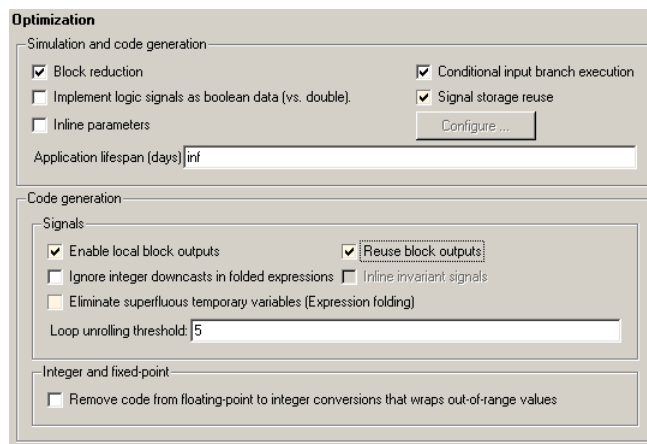 Optimization
Simulation and code generation
Block reduction
Conditional input branch execution
Implement logic signals as boolean data (vs. double).
Signal storage reuse
Inline parameters
Configure ...
Application lifespan (days) inf
Code generation
Signals
Enable local block outputs
Reuse block outputs
Ignore integer downcasts in folded expressions
Inline invariant signals
Eliminate superfluous temporary variables (Expression folding)
Loop unrolling threshold: 5
Integer and fixed-point
Remove code from floating-point to integer conversions that wraps out-of-range values